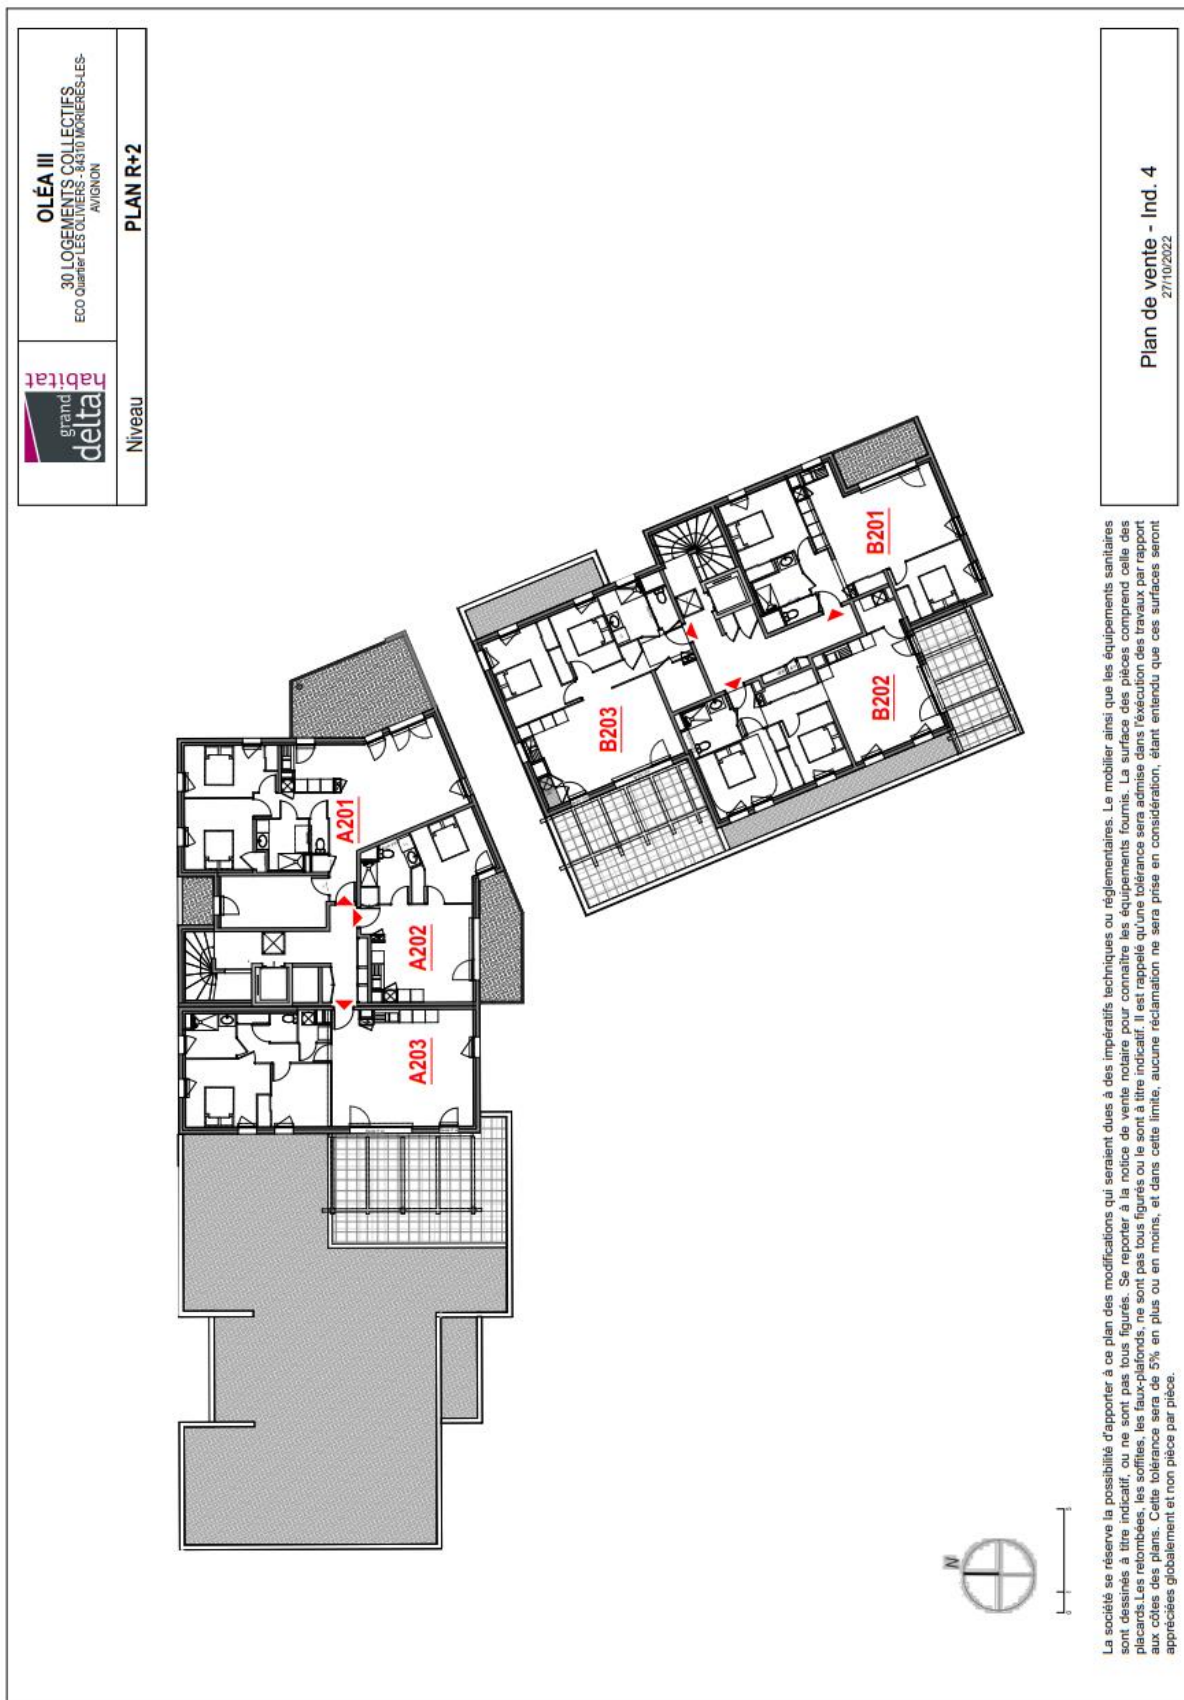 grand
delta
habitat
OLÉA III
30 LOGEMENTS COLLECTIFS
ECO Quartier LES OLIVIERS - 84310 MORIERES-LES-
AVIGNON
Niveau
PLAN R+2
A201
A202
A203
B203
B202
B201
N
0
1
5
La société se réserve la possibilité d'apporter à ce plan des modifications qui seraient dues à des impératifs techniques ou réglementaires. Le mobilier ainsi que les équipements sanitaires
sont dessinés à titre indicatif, ou ne sont pas tous figurés. Se reporter à la notice de vente notaire pour connaître les équipements fournis. La surface des pièces comprend celle des
placards.Les retombées, les soffites, les faux-plafonds, ne sont pas tous figurés ou le sont à titre indicatif. Il est rappelé qu'une tolérance sera admise dans l'éxécution des travaux par rapport
aux côtes des plans. Cette tolérance sera de 5% en plus ou en moins, et dans cette limite, aucune réclamation ne sera prise en considération, étant entendu que ces surfaces seront
appréciées globalement et non pièce par pièce.
Plan de vente - Ind. 4
27/10/2022